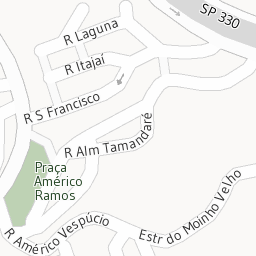 R Laguna
SP 330
R Itajaí
R S Francisco
R Alm Tamandaré
Praça
Américo
Ramos
R Américo Vespúcio
Estr do Moinho Velho